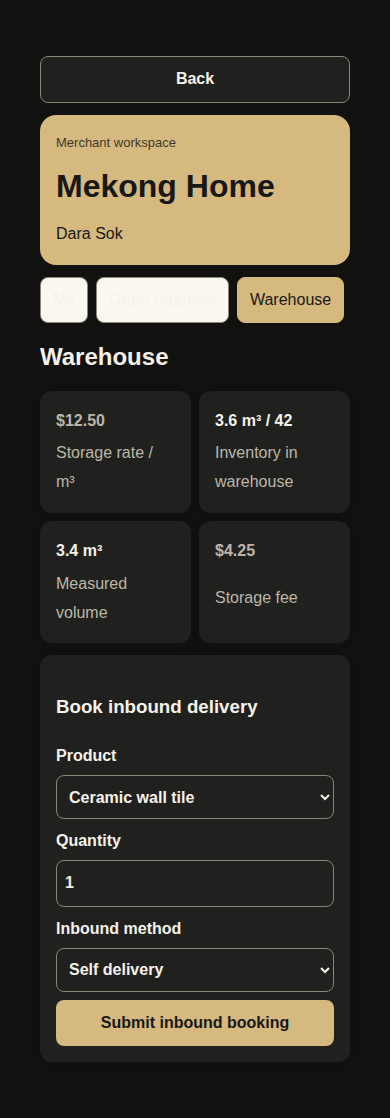 Back
Merchant workspace
Mekong Home
Dara Sok
Me Order requests Warehouse
Warehouse
$12.50
Storage rate /
m³
3.6 m³ / 42
Inventory in
warehouse
3.4 m³
Measured
volume
$4.25
Storage fee
Book inbound delivery
Product
Ceramic wall tile
Quantity
1
Inbound method
Self delivery
Submit inbound booking